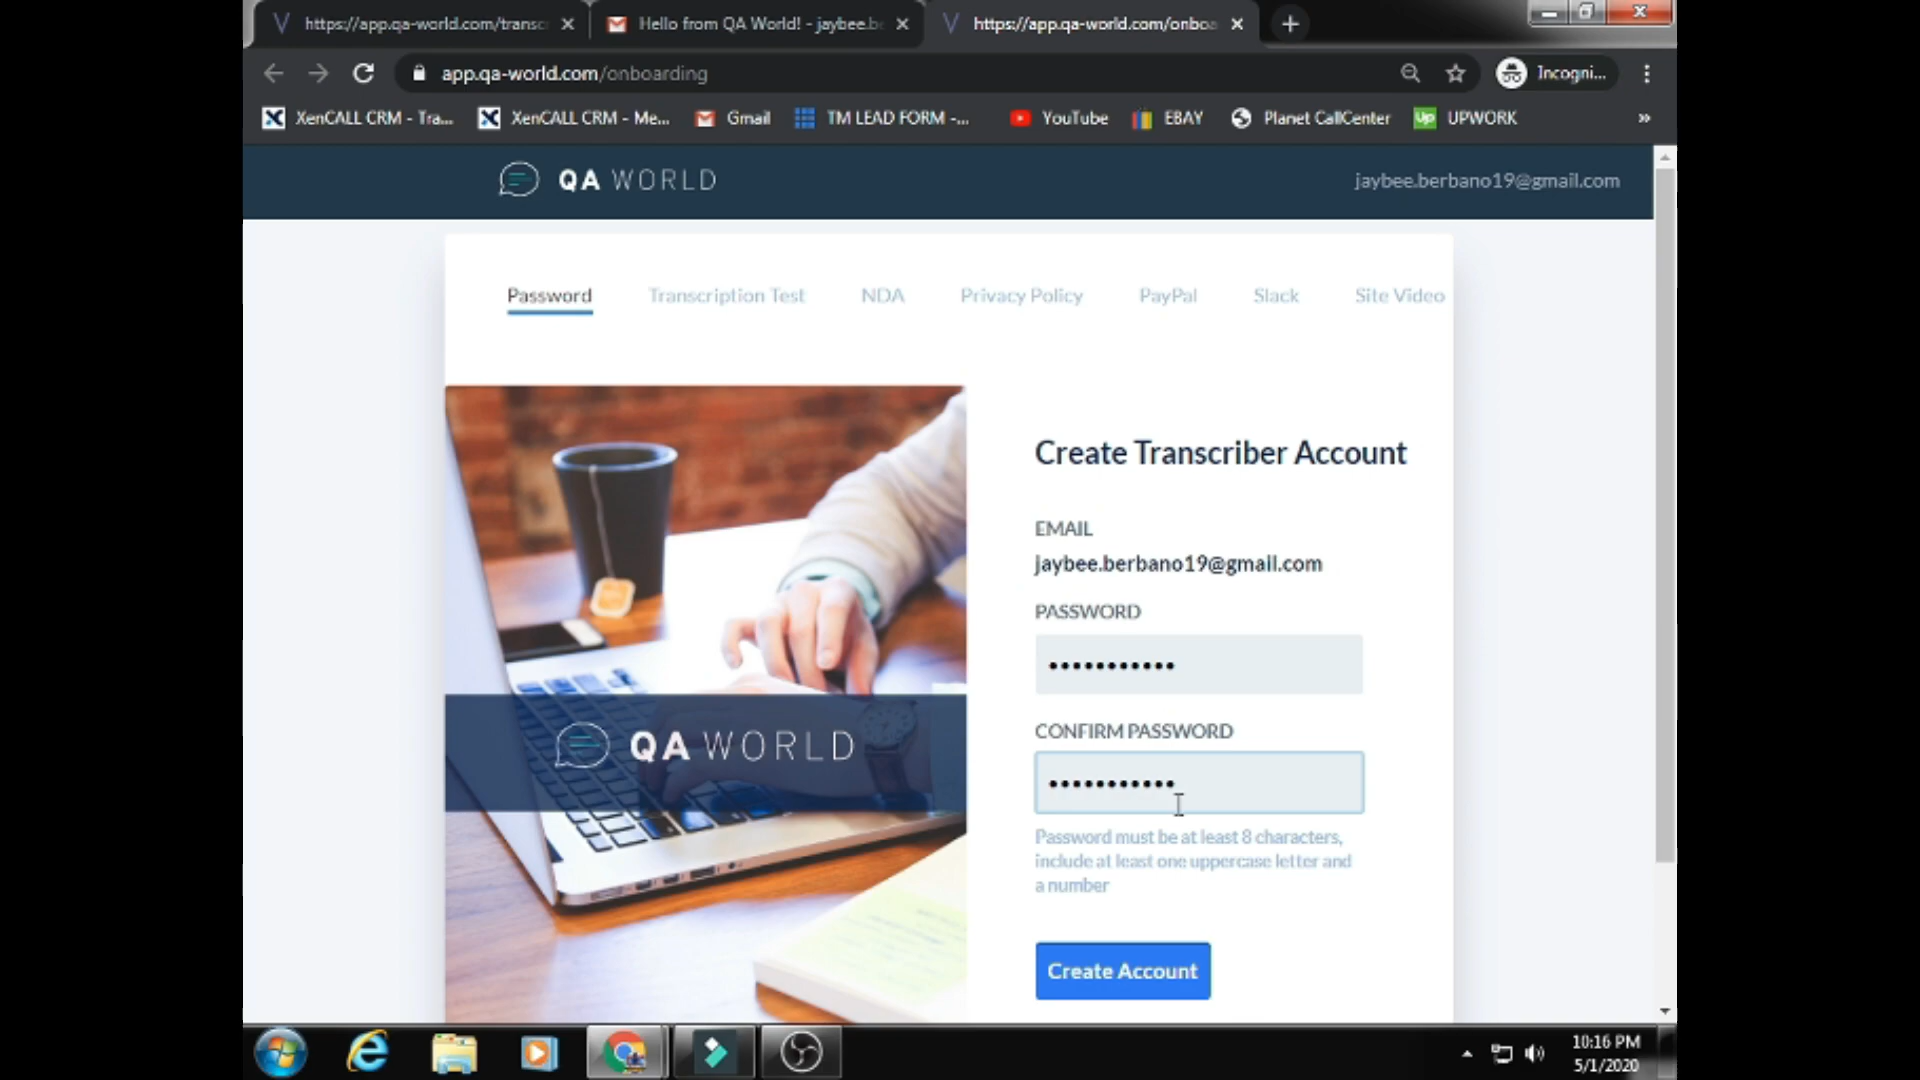 https://app.qa-world.com/transc
Hello from QA World! - jaybee.be
https://app.qa-world.com/onboa
app.qa-world.com/onboarding
Incogni...
XenCALL CRM - Tra...
XenCALL CRM - Me...
Gmail
TM LEAD FORM -...
YouTube
EBAY
Planet CallCenter
Up UPWORK
QA WORLD
jaybee.berbano19@gmail.com
Password
Transcription Test
NDA
Privacy Policy
PayPal
Slack
Site Video
Create Transcriber Account
EMAIL
jaybee.berbano19@gmail.com
PASSWORD
•••••••••••
CONFIRM PASSWORD
•••••••••••
Password must be at least 8 characters,
include at least one uppercase letter and
a number
Create Account
QA WORLD
10:16 PM
5/1/2020